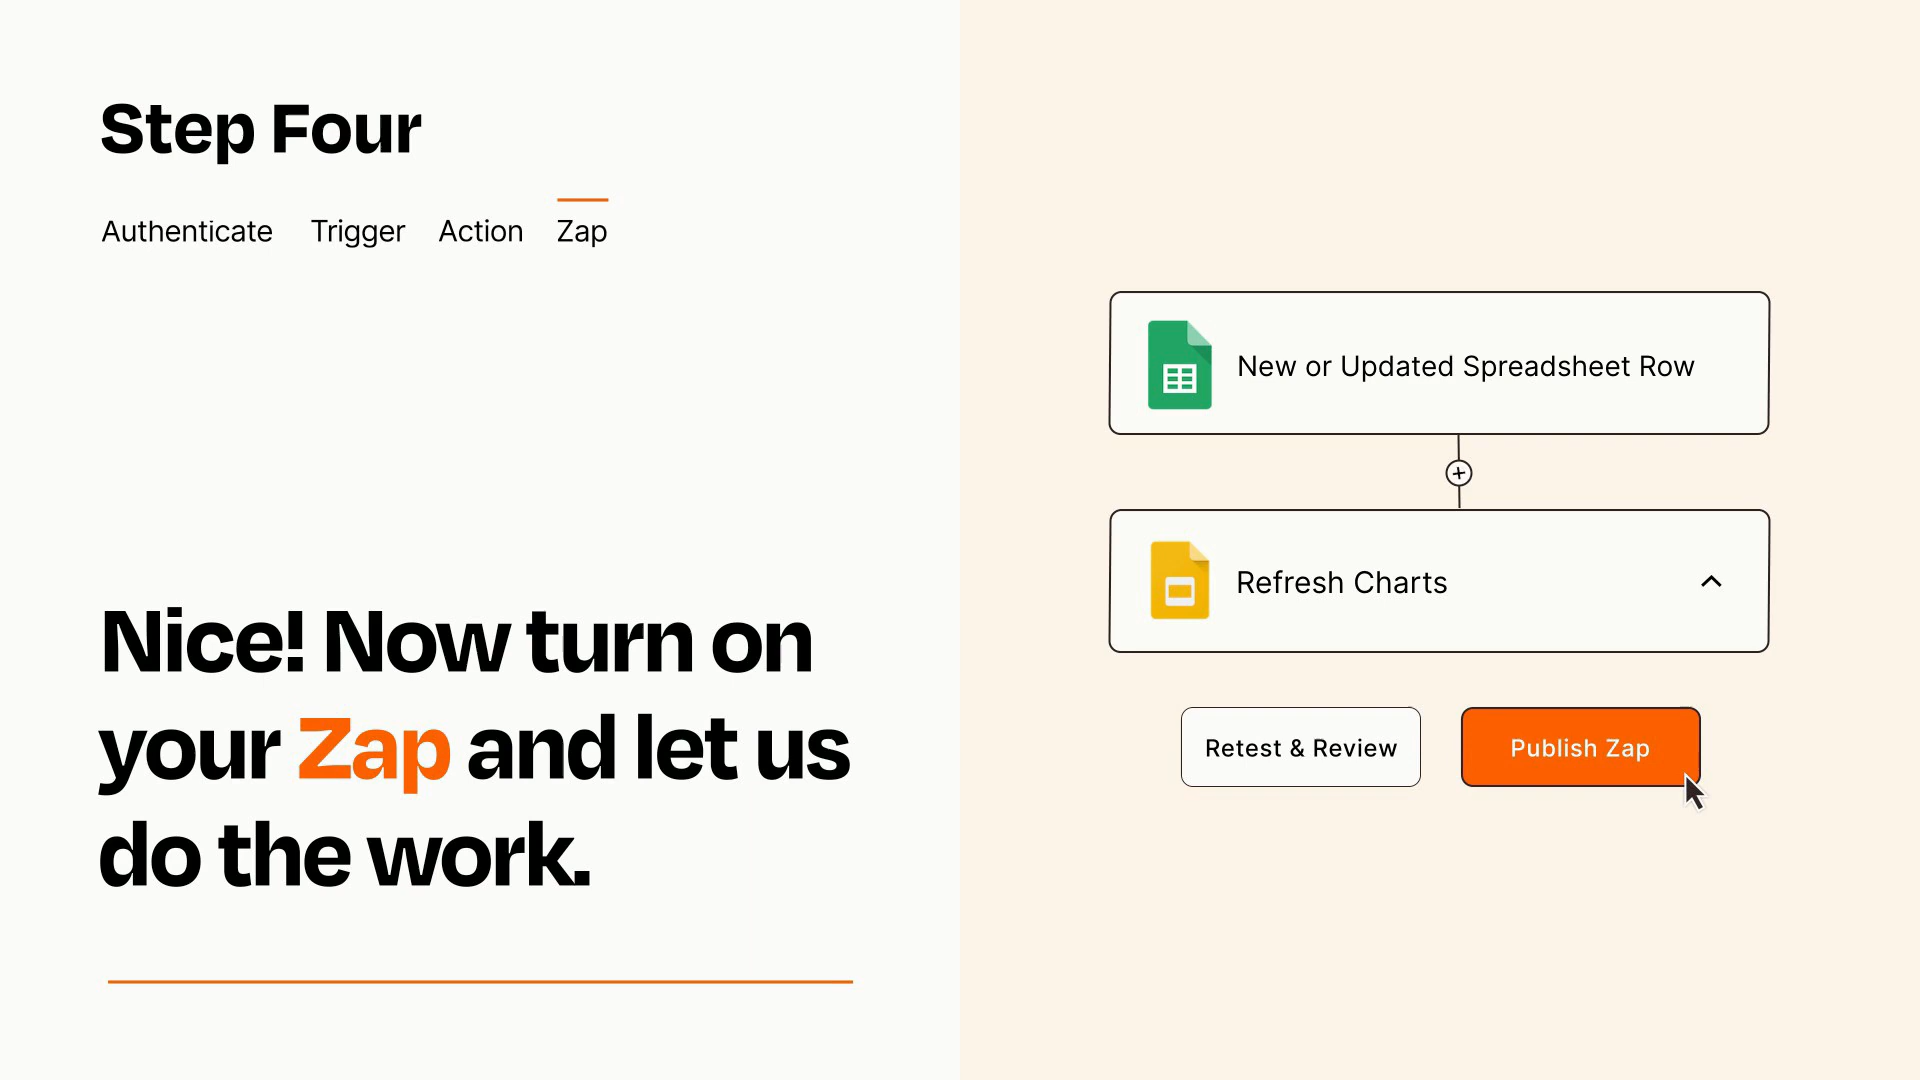 Step Four
Authenticate Trigger Action Zap
Nice! Now turn on
your Zap and let us
do the work.
New or Updated Spreadsheet Row
Refresh Charts
Retest & Review
Publish Zap